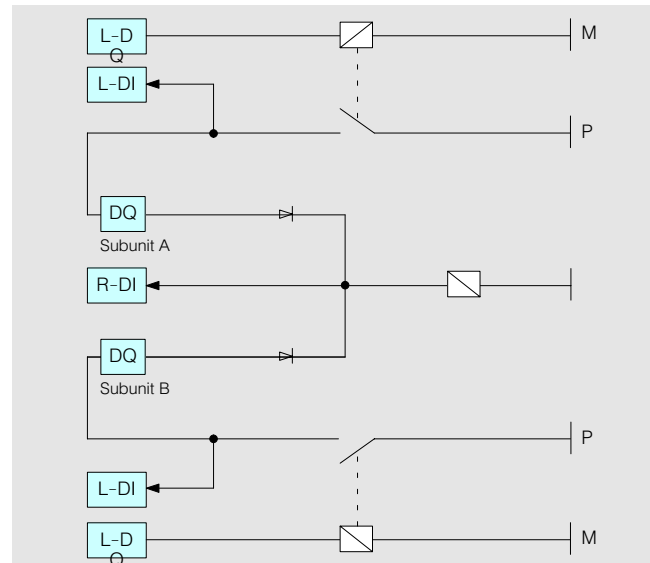 L-D
Q
M
L-DI
P
DQ
Subunit A
R-DI
DQ
Subunit B
P
L-DI
L-D
Q
M